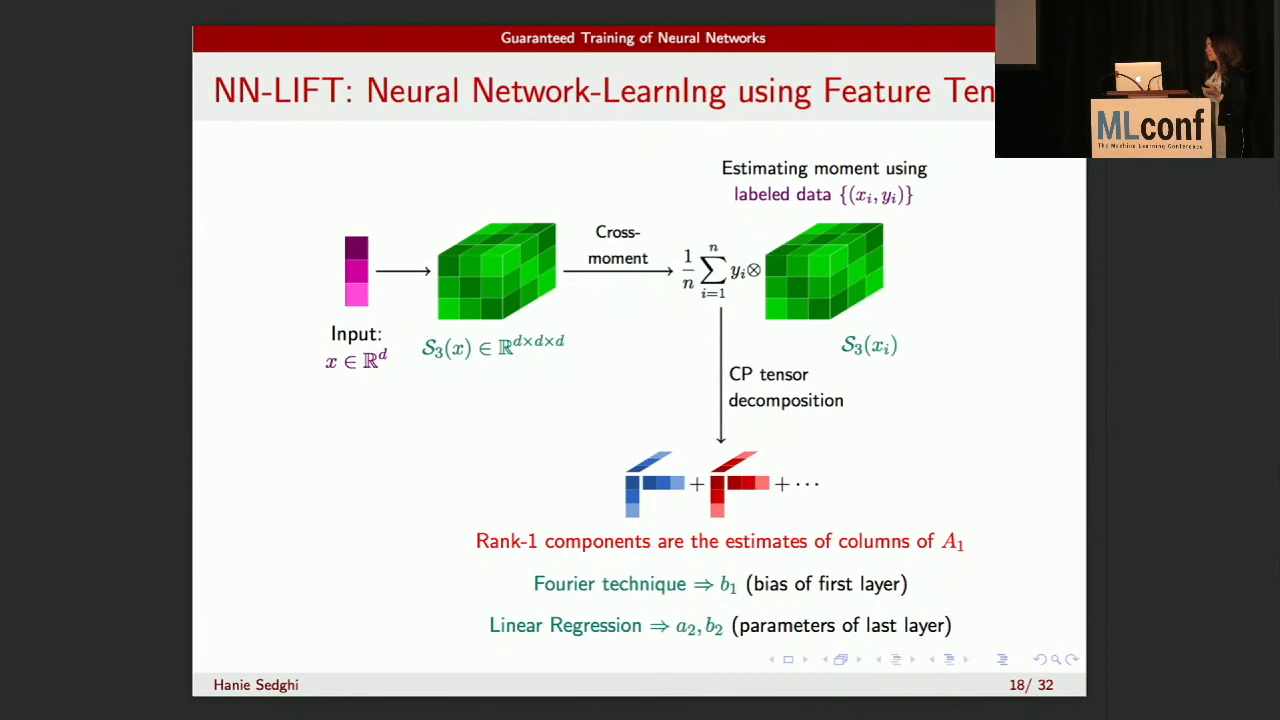 Guaranteed Training of Neural Networks
NN-LIFT: Neural Network-LearnIng using Feature Ten
MLconf
The Machine Learning Conference
Estimating moment using
labeled data {(x_i, y_i)}
Cross-
moment
1/n ∑_{i=1}^{n} y_i ⊗
Input:
x ∈ ℝ^d
𝒮_3(x) ∈ ℝ^{d×d×d}
𝒮_3(x_i)
CP tensor
decomposition
+ + ⋯
Rank-1 components are the estimates of columns of A_1
Fourier technique ⇒ b_1 (bias of first layer)
Linear Regression ⇒ a_2, b_2 (parameters of last layer)
Hanie Sedghi 18/ 32